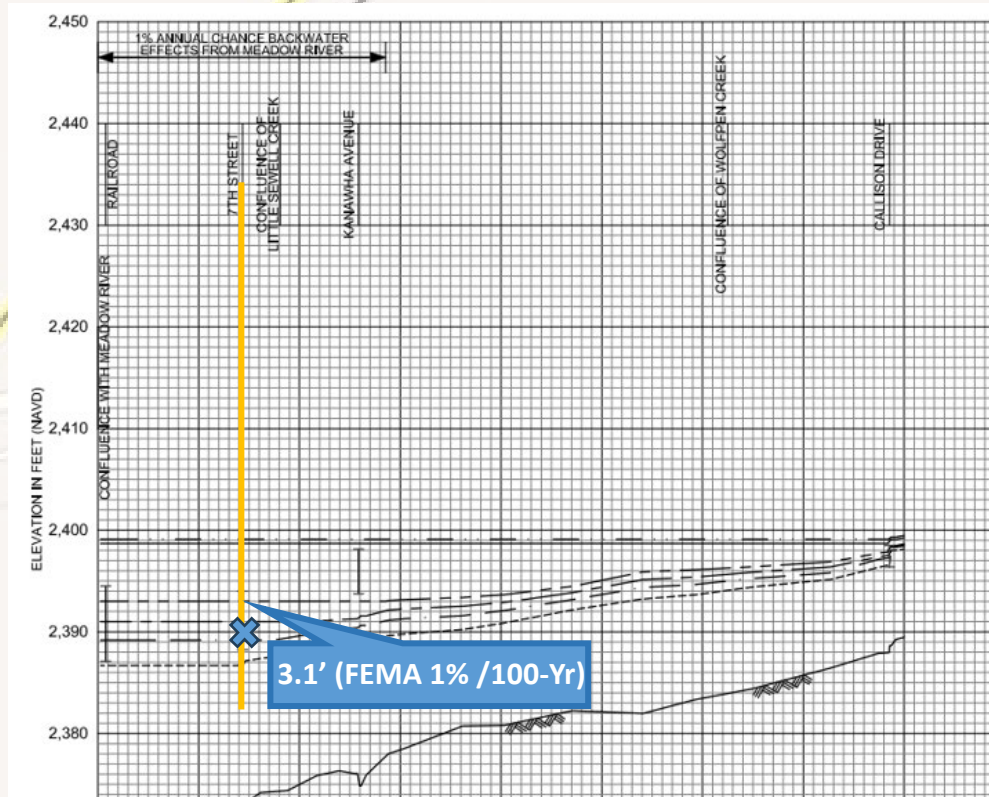 2,450
1% ANNUAL CHANCE BACKWATER
EFFECTS FROM MEADOW RIVER
2,440
RAILROAD
7TH STREET
CONFLUENCE OF
LITTLE SEWELL CREEK
KANAWHA AVENUE
CONFLUENCE OF WOLFPEN CREEK
CALLISON DRIVE
2,430
CONFLUENCE WITH MEADOW RIVER
2,420
ELEVATION IN FEET (NAVD)
2,410
2,400
2,390
3.1’ (FEMA 1% /100-Yr)
2,380